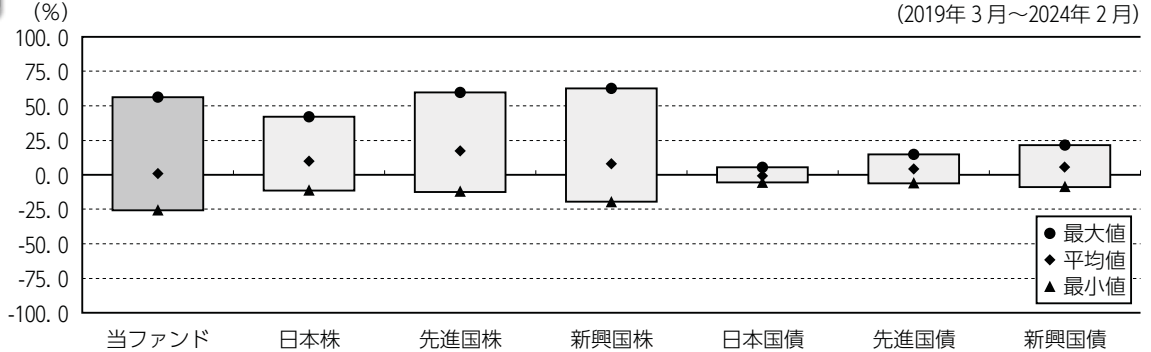 (%)
(2019年3月～2024年2月)
100.0
75.0
50.0
25.0
0.0
-25.0
-50.0
-75.0
-100.0
● 最大値
◆ 平均値
▲ 最小値
当ファンド 日本株 先進国株 新興国株 日本国債 先進国債 新興国債